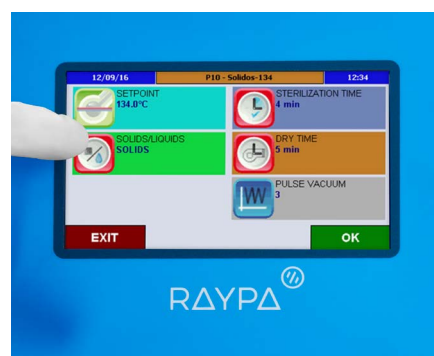 12/09/16 P10 - Solidos-134 12:34
SETPOINT
134.0°C
STERILIZATION TIME
4 min
SOLIDS/LIQUIDS
SOLIDS
DRY TIME
5 min
PULSE VACUUM
3
EXIT
OK
RAYPA